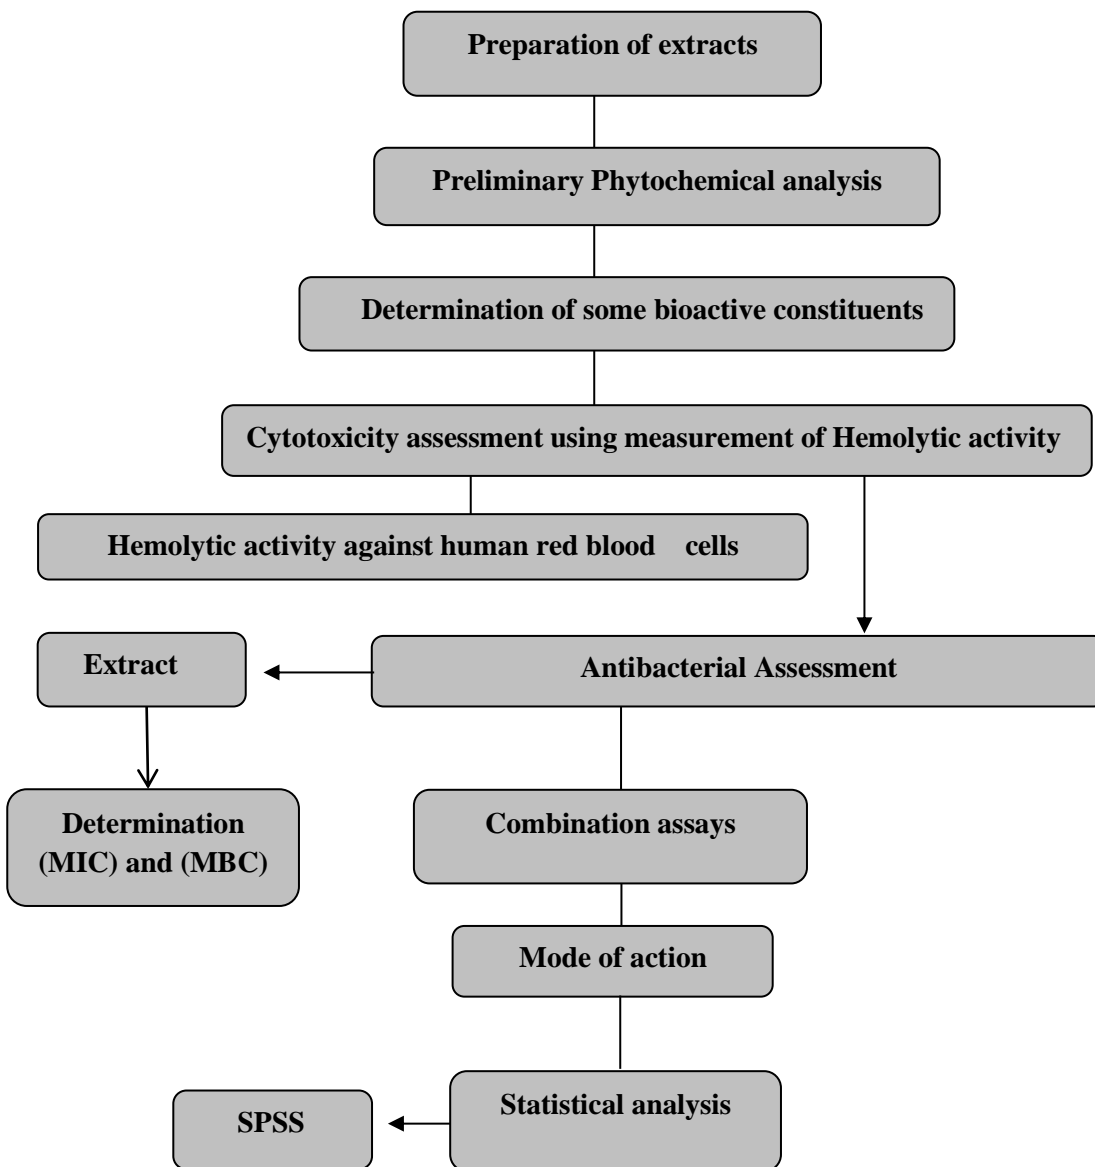 Preparation of extracts
Preliminary Phytochemical analysis
Determination of some bioactive constituents
Cytotoxicity assessment using measurement of Hemolytic activity
Hemolytic activity against human red blood cells
Extract
Antibacterial Assessment
Determination
(MIC) and (MBC)
Combination assays
Mode of action
Statistical analysis
SPSS